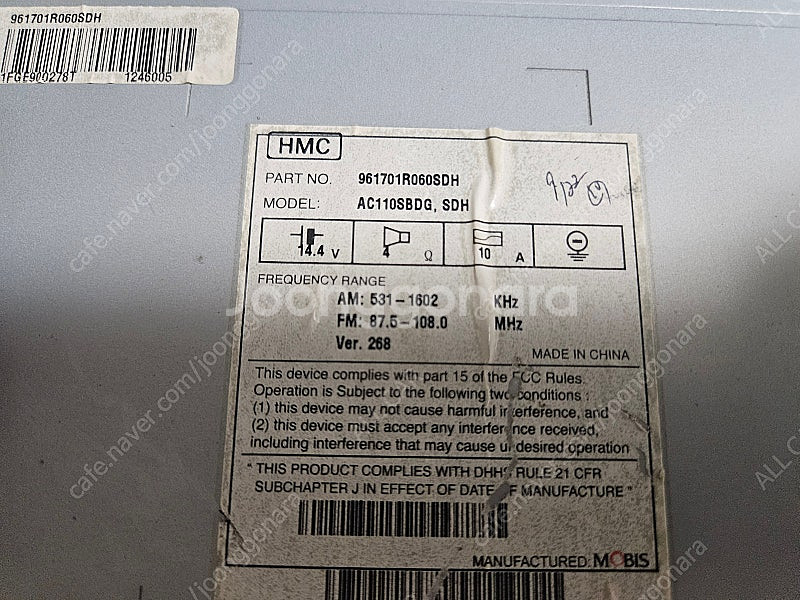 961701R060SDH
1FGE900278T 1246005
HMC
PART NO. 961701R060SDH
MODEL: AC110SBDG, SDH
14.4 V 4 Ω 10 A
FREQUENCY RANGE
AM: 531-1602 KHz
FM: 87.5-108.0 MHz
Ver. 268
MADE IN CHINA
This device complies with part 15 of the FCC Rules.
Operation is Subject to the following two conditions :
(1) this device may not cause harmful interference, and
(2) this device must accept any interference received,
including interference that may cause undesired operation
" THIS PRODUCT COMPLIES WITH DHHS RULE 21 CFR
SUBCHAPTER J IN EFFECT OF DATE OF MANUFACTURE "
MANUFACTURED: MOBIS
Joonggonara
cafe.naver.com/joonggonara